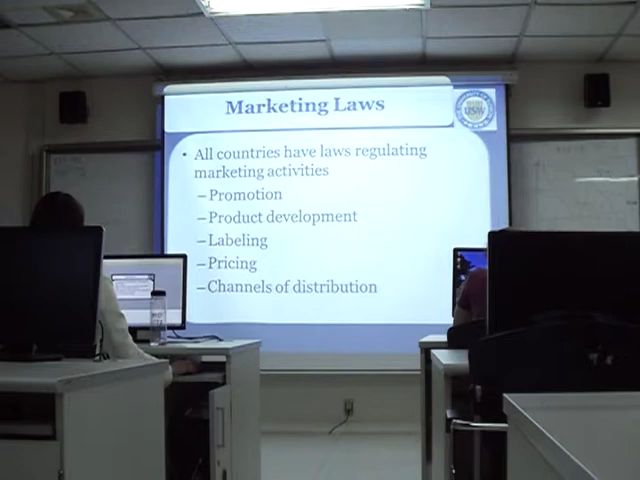 Marketing Laws
• All countries have laws regulating
marketing activities
–Promotion
–Product development
–Labeling
–Pricing
–Channels of distribution